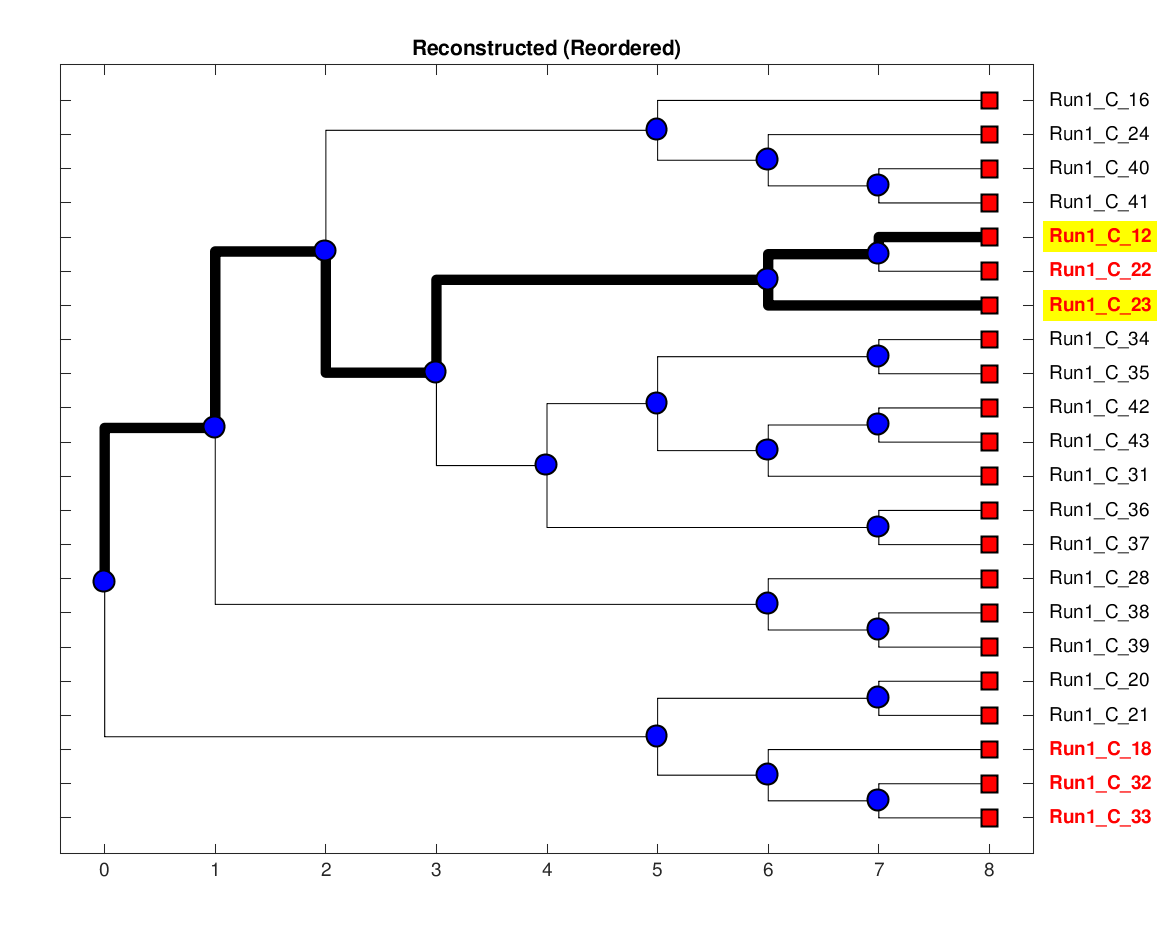 Reconstructed (Reordered)
Run1_C_16
Run1_C_24
Run1_C_40
Run1_C_41
Run1_C_12
Run1_C_22
Run1_C_23
Run1_C_34
Run1_C_35
Run1_C_42
Run1_C_43
Run1_C_31
Run1_C_36
Run1_C_37
Run1_C_28
Run1_C_38
Run1_C_39
Run1_C_20
Run1_C_21
Run1_C_18
Run1_C_32
Run1_C_33
0 1 2 3 4 5 6 7 8